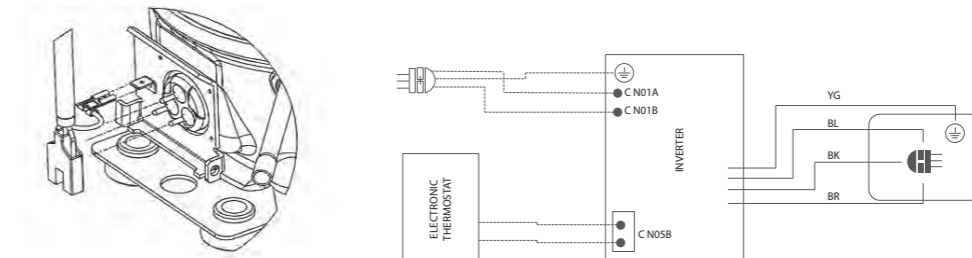 C N01A
C N01B
INVERTER
YG
BL
BK
BR
ELECTRONIC
THERMOSTAT
C N05B